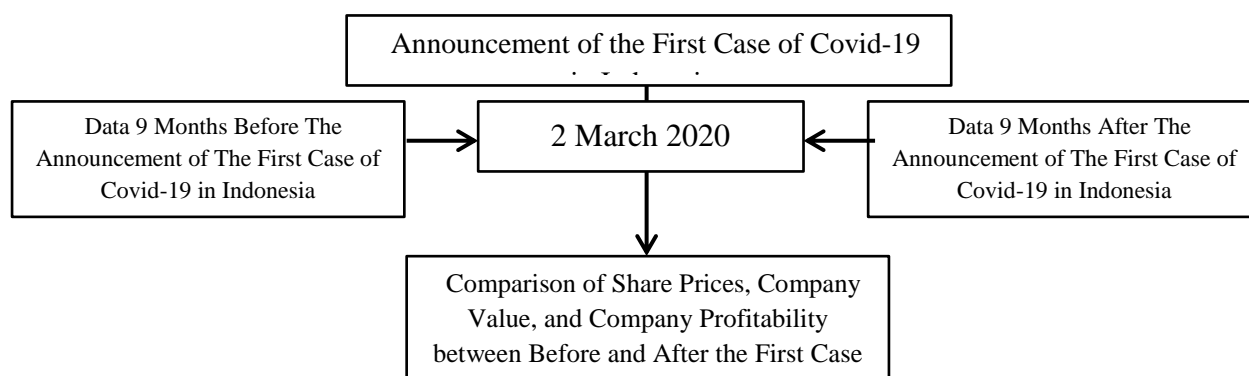 Announcement of the First Case of Covid-19
Data 9 Months Before The
Announcement of The First Case of
Covid-19 in Indonesia
2 March 2020
Data 9 Months After The
Announcement of The First Case of
Covid-19 in Indonesia
Comparison of Share Prices, Company
Value, and Company Profitability
between Before and After the First Case